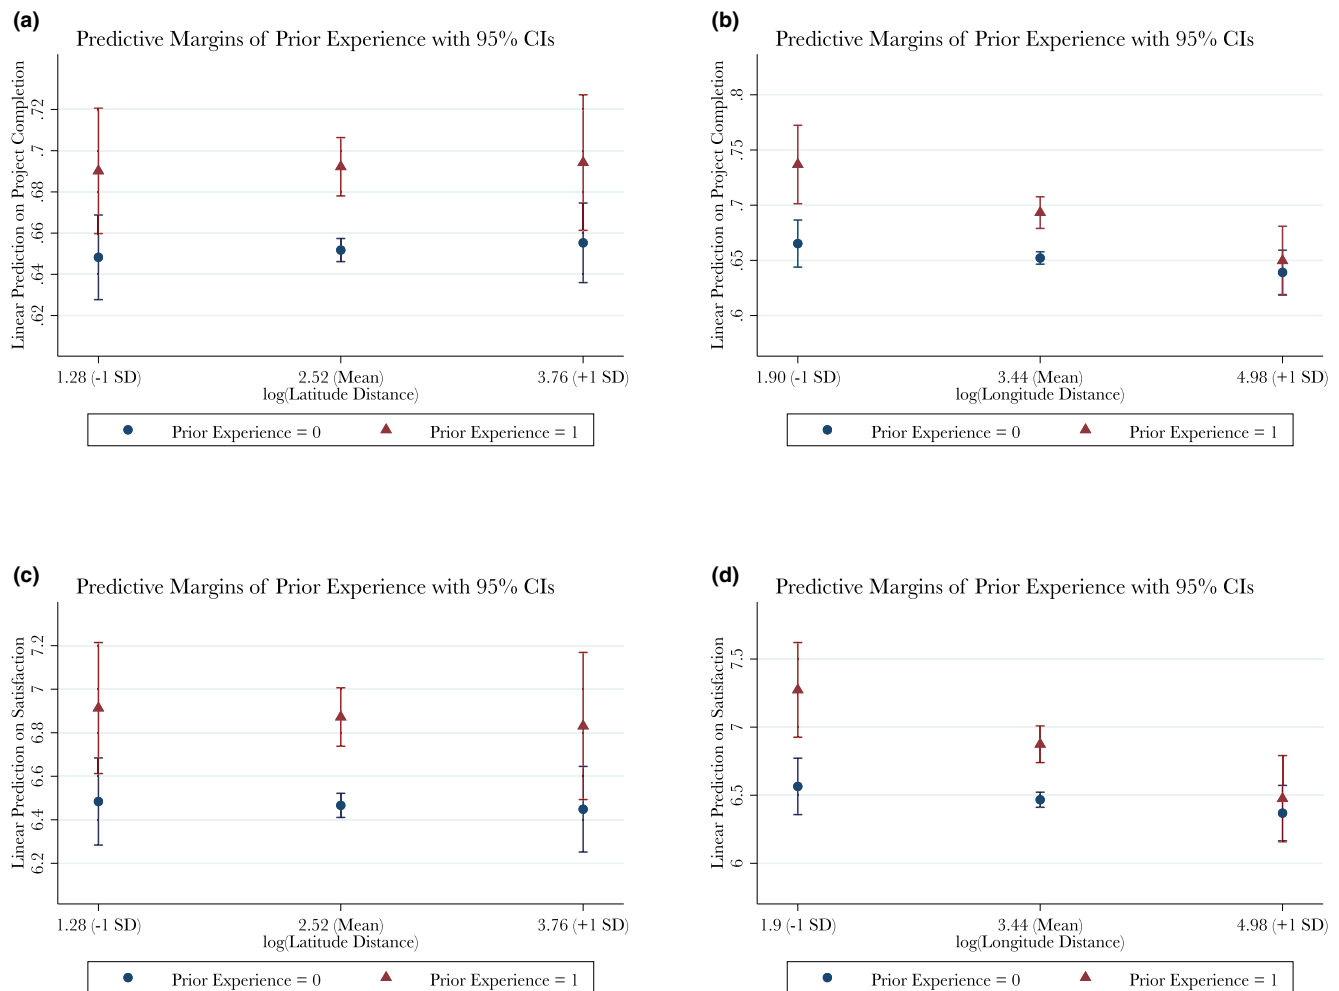 (a)
Predictive Margins of Prior Experience with 95% CIs
Linear Prediction on Project Completion
.72
.7
.68
.66
.64
.62
1.28 (-1 SD)
2.52 (Mean)
3.76 (+1 SD)
log(Latitude Distance)
Prior Experience = 0
Prior Experience = 1
(b)
Predictive Margins of Prior Experience with 95% CIs
Linear Prediction on Project Completion
.8
.75
.7
.65
.6
1.90 (-1 SD)
3.44 (Mean)
4.98 (+1 SD)
log(Longitude Distance)
Prior Experience = 0
Prior Experience = 1
(c)
Predictive Margins of Prior Experience with 95% CIs
Linear Prediction on Satisfaction
7.2
7
6.8
6.6
6.4
6.2
1.28 (-1 SD)
2.52 (Mean)
3.76 (+1 SD)
log(Latitude Distance)
Prior Experience = 0
Prior Experience = 1
(d)
Predictive Margins of Prior Experience with 95% CIs
Linear Prediction on Satisfaction
7.5
7
6.5
6
1.9 (-1 SD)
3.44 (Mean)
4.98 (+1 SD)
log(Longitude Distance)
Prior Experience = 0
Prior Experience = 1